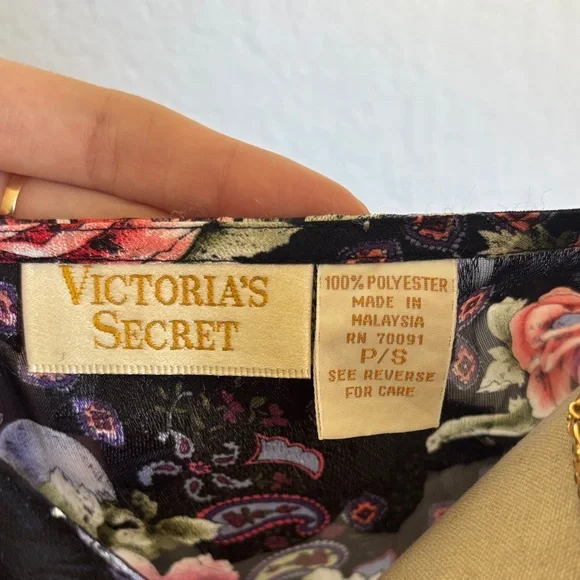 VICTORIA'S
SECRET
100% POLYESTER
MADE IN
MALAYSIA
RN 70091
P/S
SEE REVERSE
FOR CARE